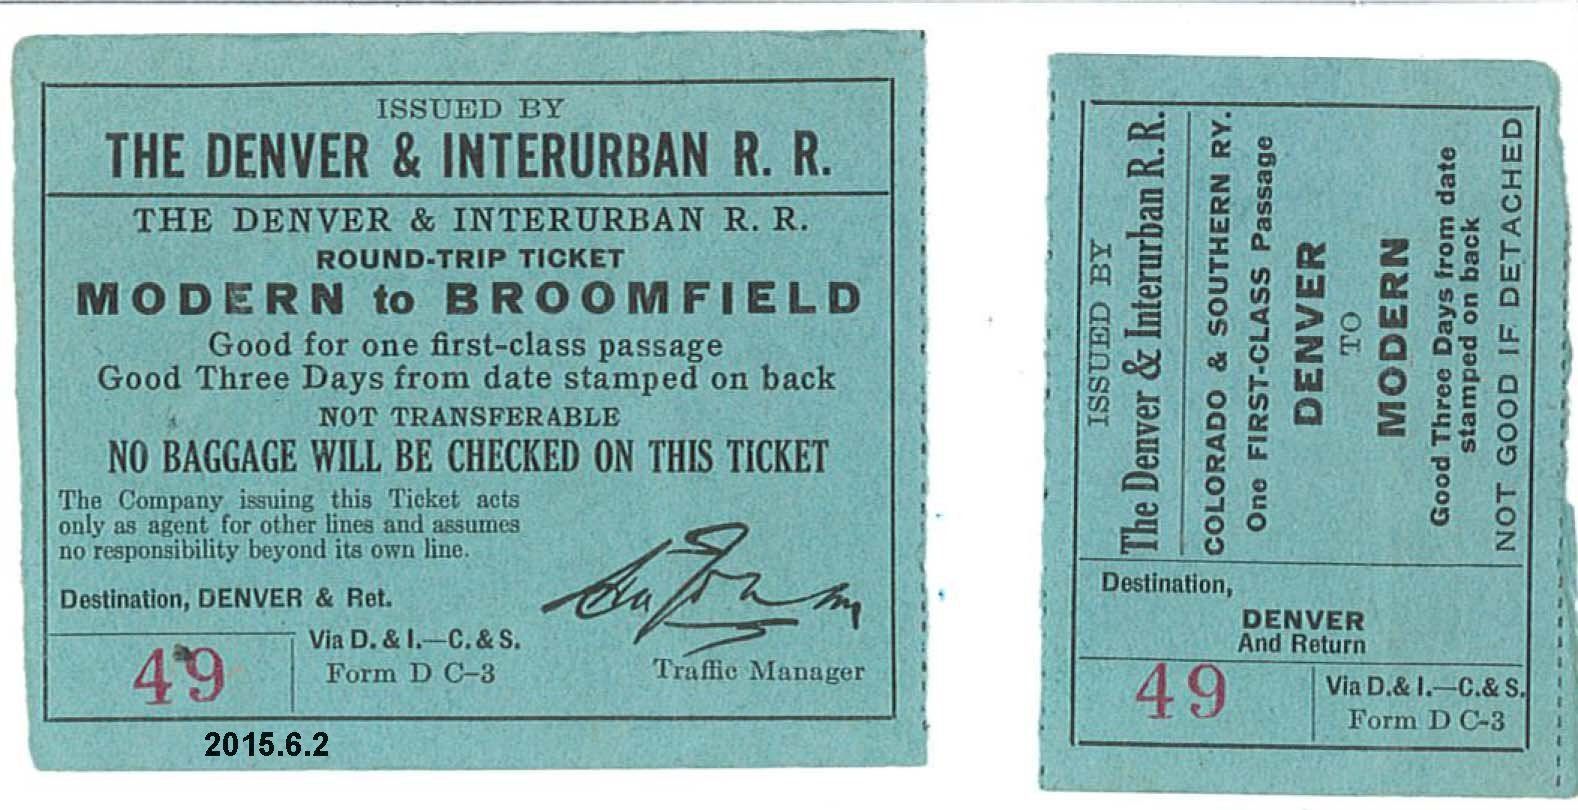 ISSUED BY
THE DENVER & INTERURBAN R. R.
THE DENVER & INTERURBAN R. R.
ROUND-TRIP TICKET
MODERN to BROOMFIELD
Good for one first-class passage
Good Three Days from date stamped on back
NOT TRANSFERABLE
NO BAGGAGE WILL BE CHECKED ON THIS TICKET
The Company issuing this Ticket acts
only as agent for other lines and assumes
no responsibility beyond its own line.
Destination, DENVER & Ret.
49
Via D. & I.—C. & S.
Form D C-3
Traffic Manager
2015.6.2
ISSUED BY
The Denver & Interurban R. R.
COLORADO & SOUTHERN RY.
One FIRST-CLASS Passage
DENVER
TO
MODERN
Good Three Days from date
stamped on back
NOT GOOD IF DETACHED
Destination,
DENVER
And Return
49
Via D. & I.—C. & S.
Form D C-3